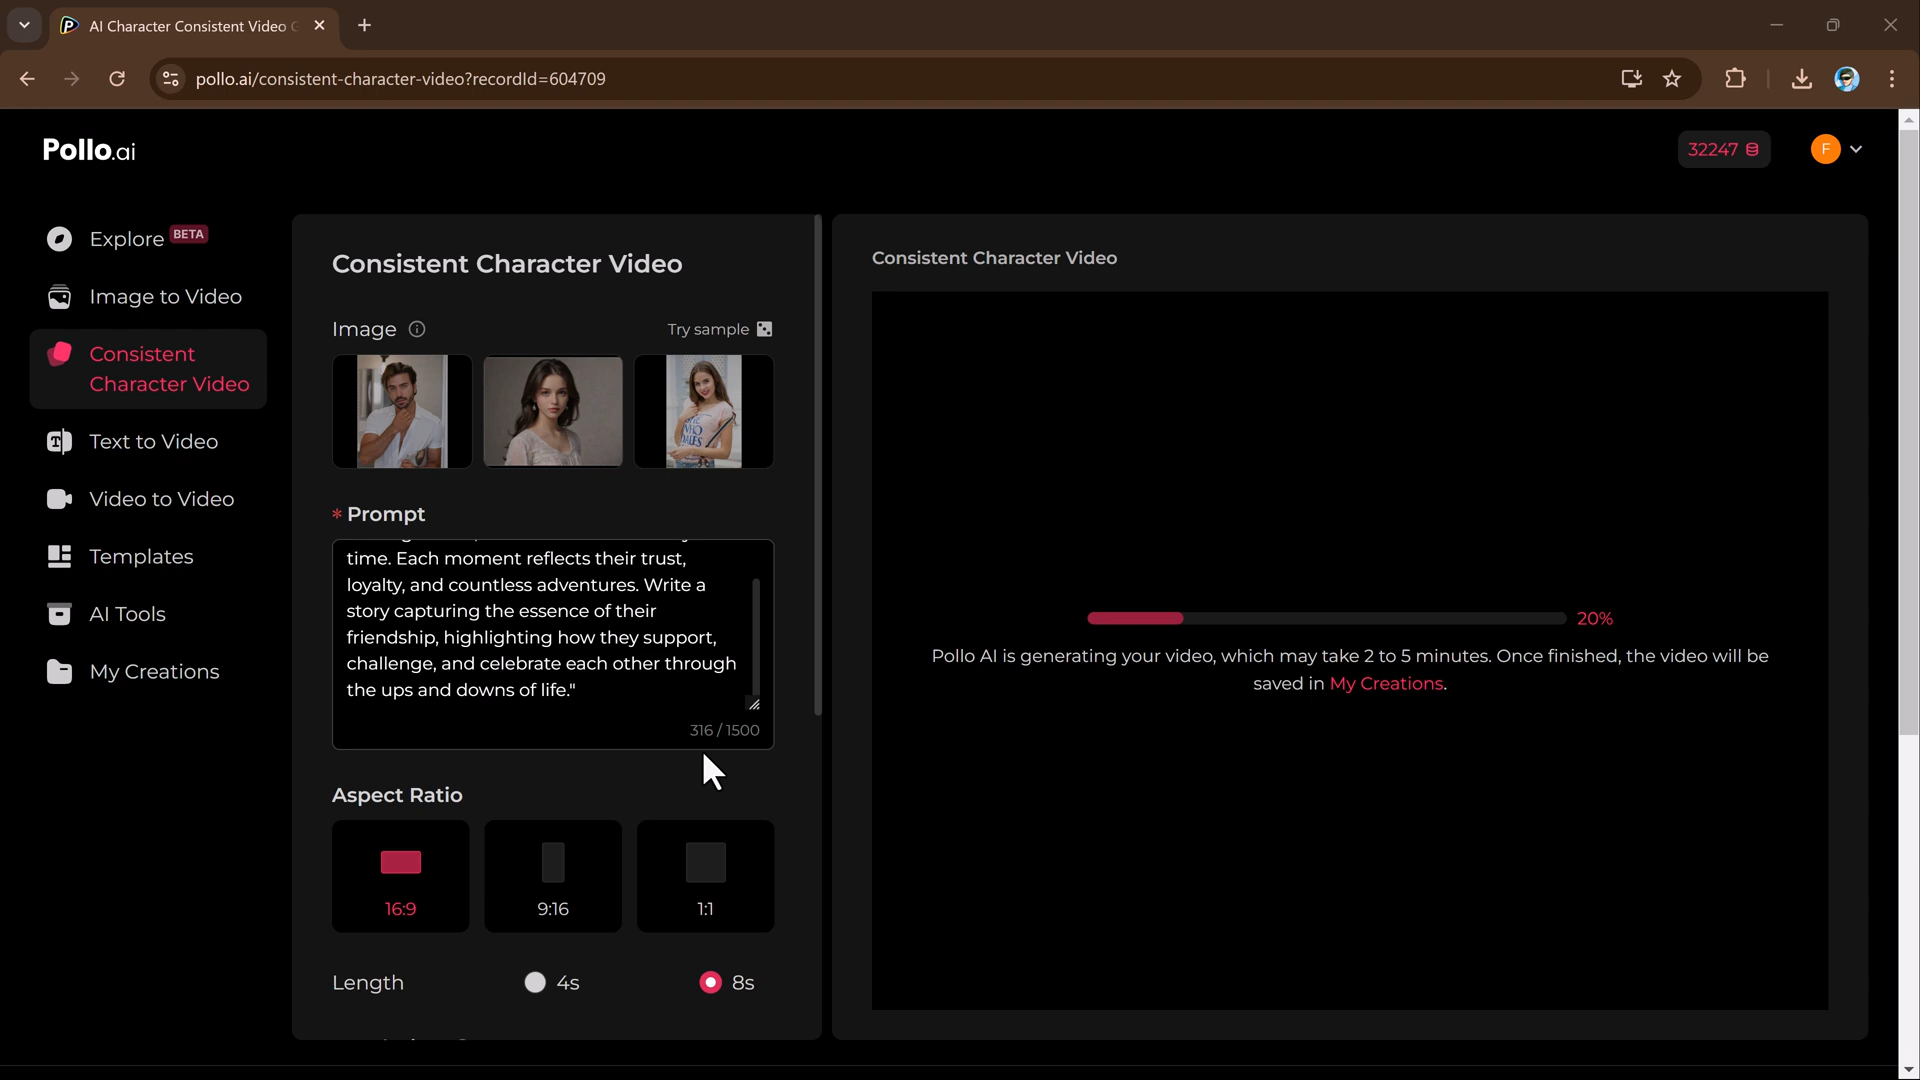 AI Character Consistent Video
pollo.ai/consistent-character-video?recordId=604709
Pollo.ai
32247
F
Explore BETA
Image to Video
Consistent
Character Video
Text to Video
Video to Video
Templates
AI Tools
My Creations
Consistent Character Video
Image
Try sample
* Prompt
time. Each moment reflects their trust,
loyalty, and countless adventures. Write a
story capturing the essence of their
friendship, highlighting how they support,
challenge, and celebrate each other through
the ups and downs of life."
316 / 1500
Aspect Ratio
16:9
9:16
1:1
Length
4s
8s
Consistent Character Video
20%
Pollo AI is generating your video, which may take 2 to 5 minutes. Once finished, the video will be
saved in My Creations.